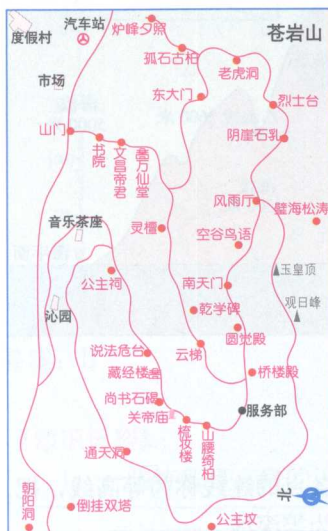 苍岩山
度假村
汽车站
炉峰夕照
孤石古柏
老虎洞
东大门
烈士台
市场
山门
书院
文昌帝君
万仙堂
阴崖石乳
风雨厅
壁海松涛
音乐茶座
灵檀
空谷鸟语
公主祠
玉皇顶
南天门
观日峰
沁园
乾学碑
圆觉殿
说法危台
云梯
藏经楼
桥楼殿
尚书石碣
关帝庙
梳妆楼
山腰绮柏
服务部
通天洞
北
朝阳洞
倒挂双塔
公主坟